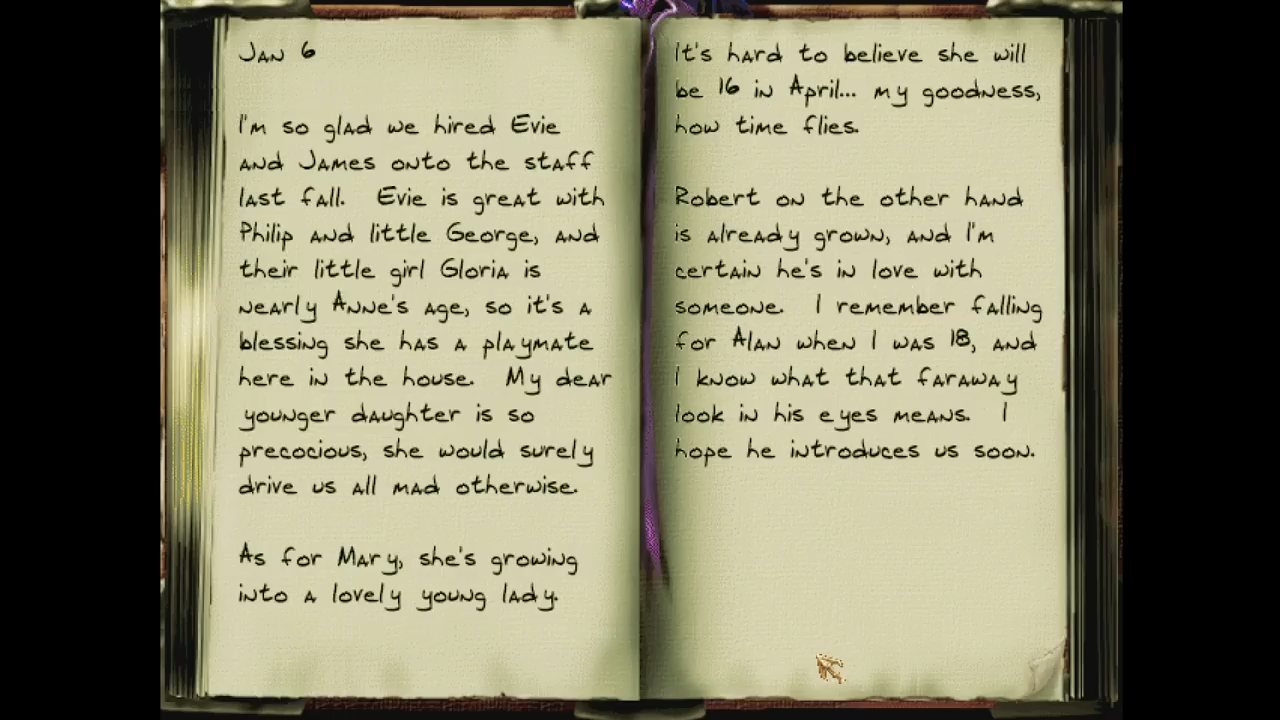 Jan 6
I'm so glad we hired Evie
and James onto the staff
last fall. Evie is great with
Philip and little George, and
their little girl Gloria is
nearly Anne's age, so it's a
blessing she has a playmate
here in the house. My dear
younger daughter is so
precocious, she would surely
drive us all mad otherwise.
As for Mary, she's growing
into a lovely young lady.
It's hard to believe she will
be 16 in April... my goodness,
how time flies.
Robert on the other hand
is already grown, and I'm
certain he's in love with
someone. I remember falling
for Alan when I was 18, and
I know what that faraway
look in his eyes means. I
hope he introduces us soon.